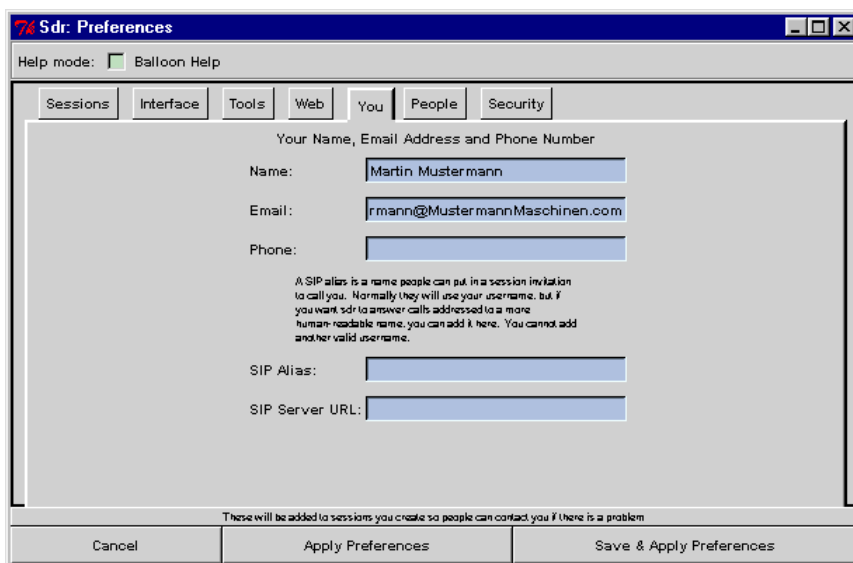 Sdr: Preferences
Help mode: Balloon Help
Sessions Interface Tools Web You People Security
Your Name, Email Address and Phone Number
Name: Martin Mustermann
Email: rmann@MustermannMaschinen.com
Phone:
A SIP alias is a name people can put in a session invitation
to call you. Normally they will use your username, but if
you want sdr to answer calls addressed to a more
human-readable name, you can add it here. You cannot add
another valid username.
SIP Alias:
SIP Server URL:
These will be added to sessions you create so people can contact you if there is a problem
Cancel Apply Preferences Save & Apply Preferences